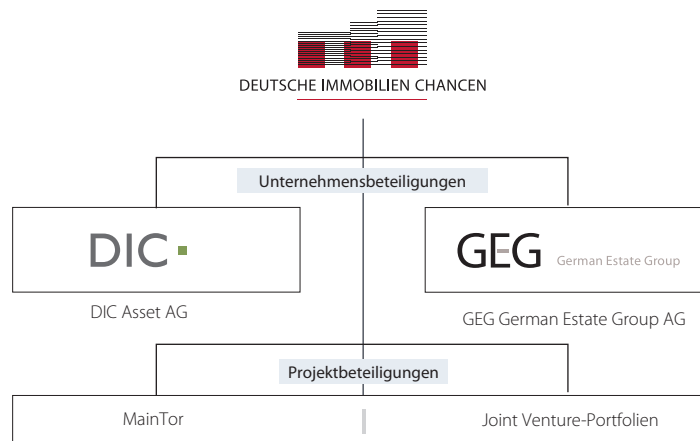 DEUTSCHE IMMOBILIEN CHANCEN
Unternehmensbeteiligungen
DIC
GEG German Estate Group
DIC Asset AG
GEG German Estate Group AG
Projektbeteiligungen
MainTor
Joint Venture-Portfolien